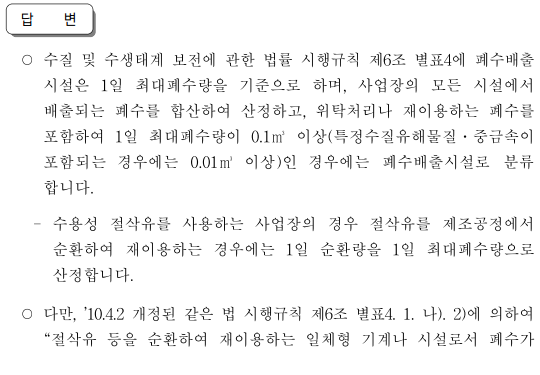 답 변
○ 수질 및 수생태계 보전에 관한 법률 시행규칙 제6조 별표4에 폐수배출
시설은 1일 최대폐수량을 기준으로 하며, 사업장의 모든 시설에서
배출되는 폐수를 합산하여 산정하고, 위탁처리나 재이용하는 폐수를
포함하여 1일 최대폐수량이 0.1㎥ 이상(특정수질유해물질・중금속이
포함되는 경우에는 0.01㎥ 이상)인 경우에는 폐수배출시설로 분류
합니다.
- 수용성 절삭유를 사용하는 사업장의 경우 절삭유를 제조공정에서
순환하여 재이용하는 경우에는 1일 순환량을 1일 최대폐수량으로
산정합니다.
○ 다만, ’10.4.2 개정된 같은 법 시행규칙 제6조 별표4. 1. 나). 2)에 의하여
“절삭유 등을 순환하여 재이용하는 일체형 기계나 시설로서 폐수가